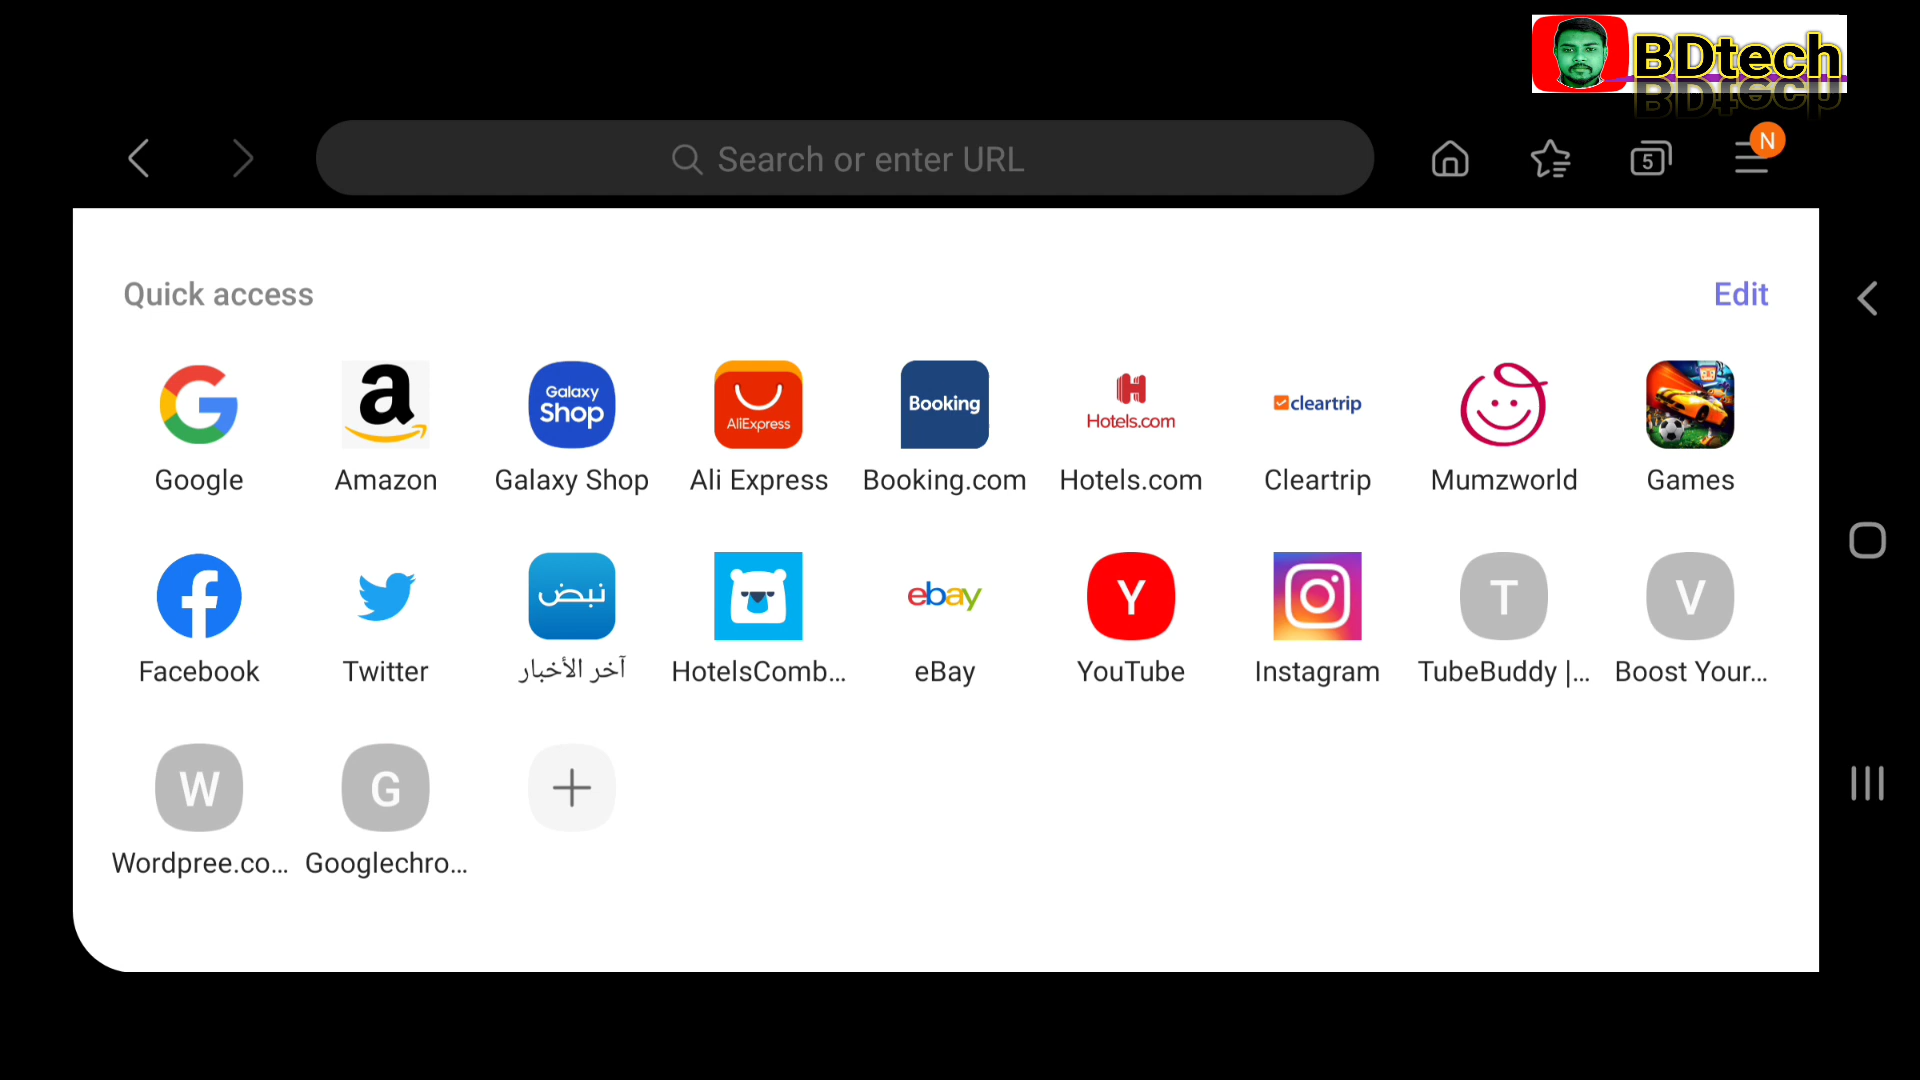 BDtech
Search or enter URL
5
N
Quick access
Edit
a
Galaxy
Shop
AliExpress
Booking
Hotels.com
cleartrip
Google
Amazon
Galaxy Shop
Ali Express
Booking.com
Hotels.com
Cleartrip
Mumzworld
Games
نبض
ebay
Y
T
V
Facebook
Twitter
آخر الأخبار
HotelsComb...
eBay
YouTube
Instagram
TubeBuddy |...
Boost Your...
W
G
Wordpree.co...
Googlechro...